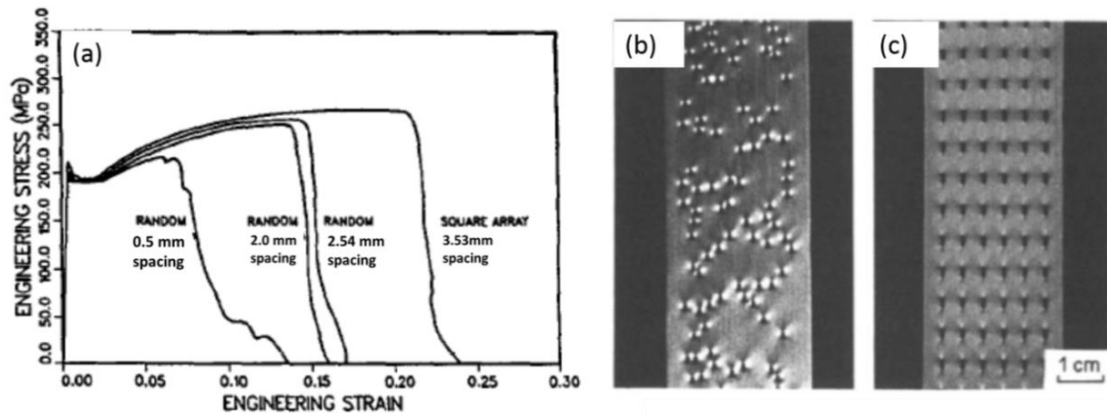 (a)
ENGINEERING STRESS (MPa)
350.0
300.0
250.0
200.0
150.0
100.0
50.0
0.0
RANDOM
0.5 mm
spacing
RANDOM
2.0 mm
spacing
RANDOM
2.54 mm
spacing
SQUARE ARRAY
3.53mm
spacing
0.00 0.05 0.10 0.15 0.20 0.25 0.30
ENGINEERING STRAIN
(b)
(c)
1 cm